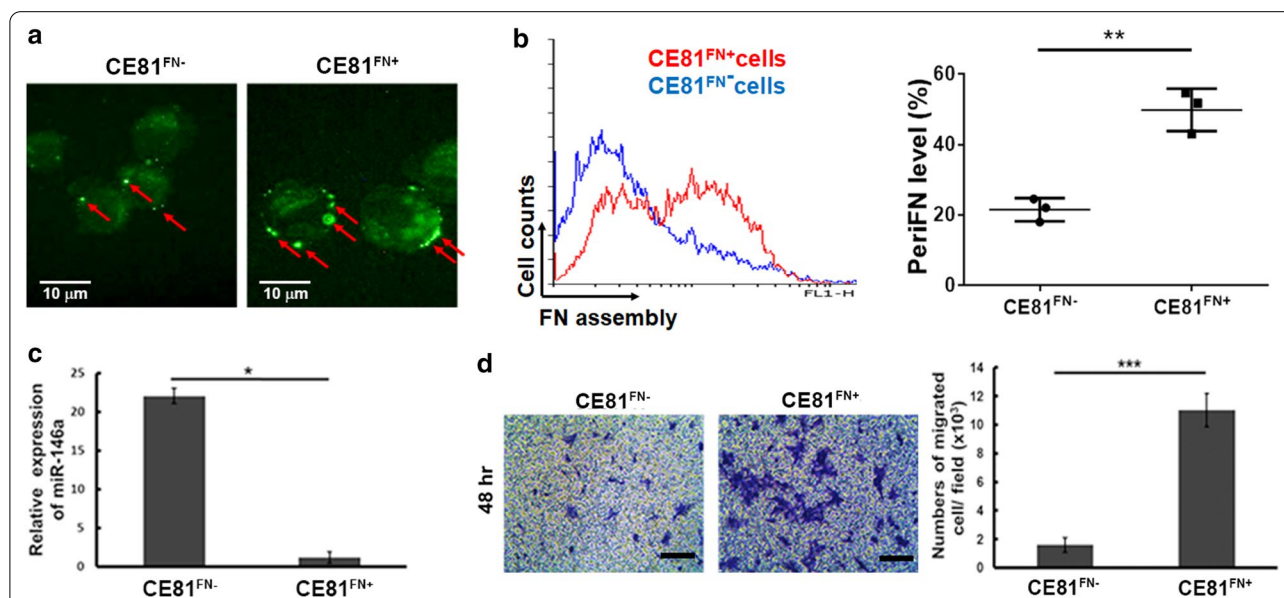 a
CE81FN-
CE81FN+
10 µm
10 µm
b
CE81FN+cells
CE81FN-cells
Cell counts
FN assembly
FL1-H
**
PeriFN level (%)
60
40
20
0
CE81FN-
CE81FN+
c
Relative expression
of miR-146a
25
20
15
10
5
0
*
CE81FN-
CE81FN+
d
CE81FN-
CE81FN+
48 hr
Numbers of migrated
cell/ field (x10³)
14
12
10
8
6
4
2
0
***
CE81FN-
CE81FN+